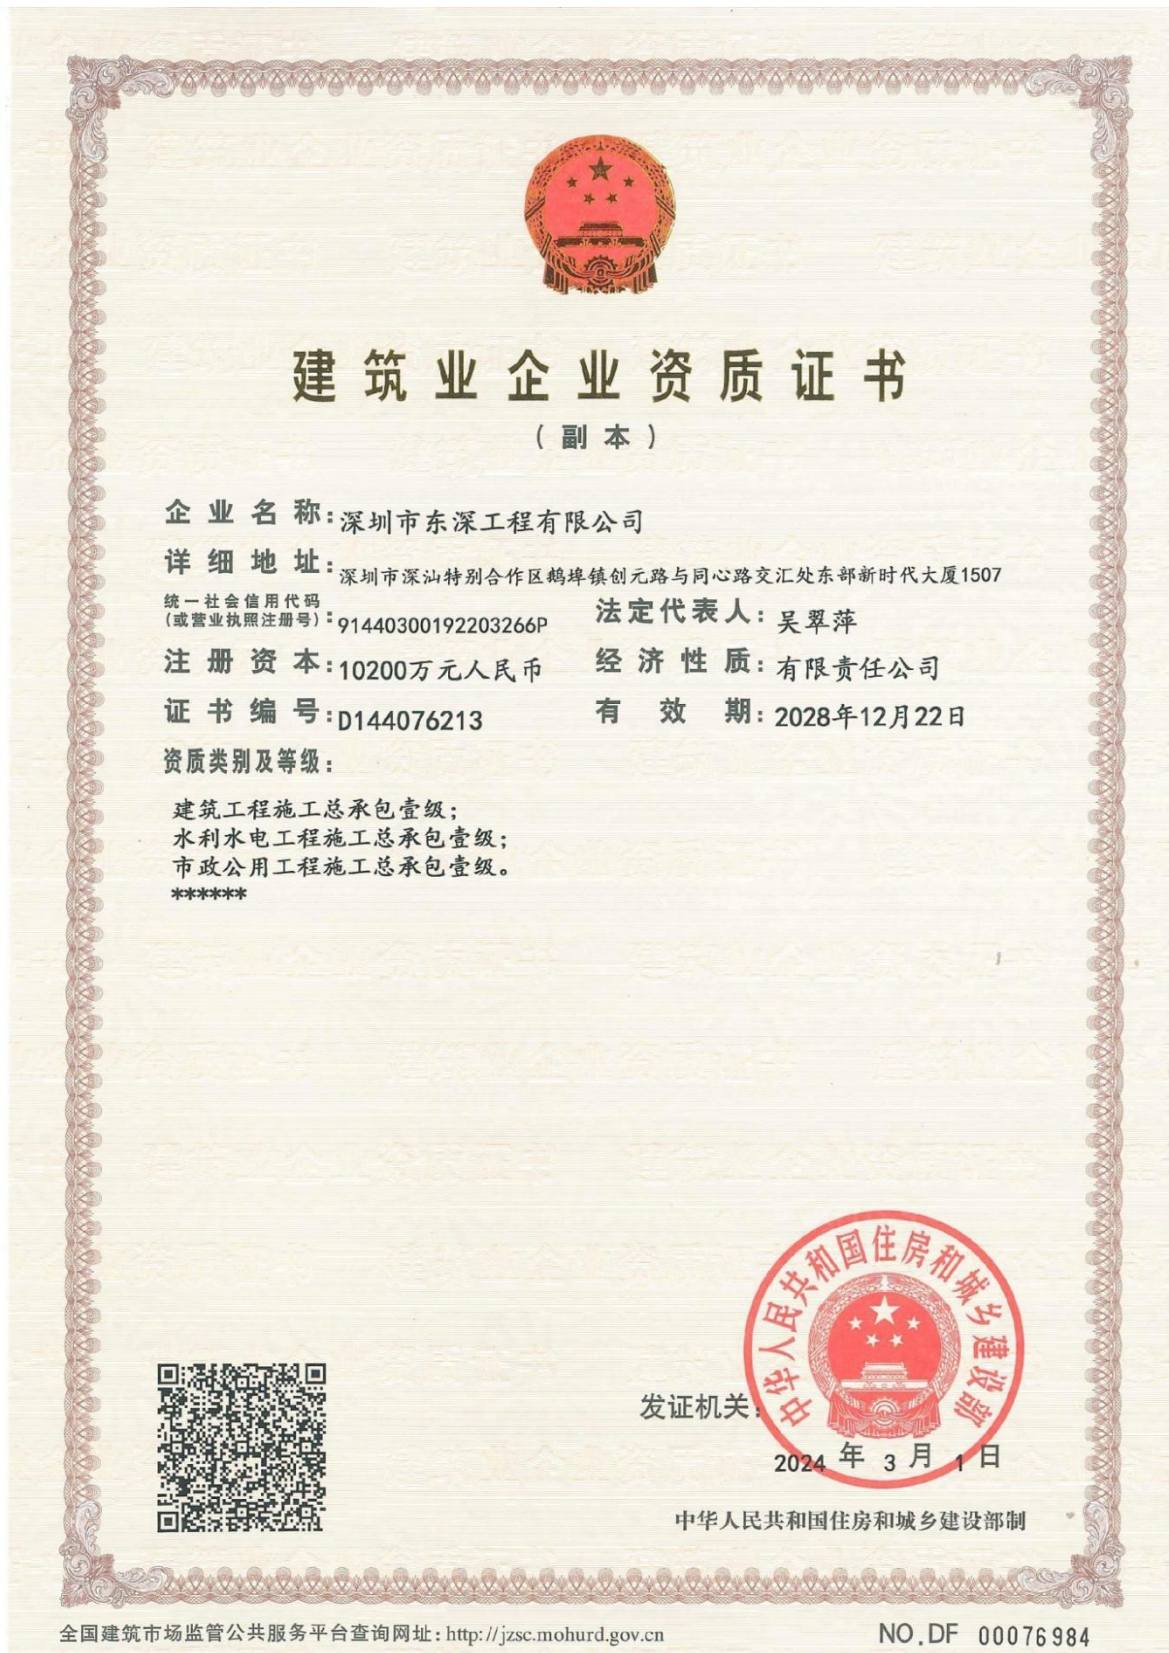 建筑业企业资质证书
（副本）
企业名称：深圳市东深工程有限公司
详细地址：深圳市深汕特别合作区鹅埠镇创元路与同心路交汇处东部新时代大厦1507
统一社会信用代码
（或营业执照注册号）：91440300192203266P 法定代表人：吴翠萍
注册资本：10200万元人民币 经济性质：有限责任公司
证书编号：D144076213 有效期：2028年12月22日
资质类别及等级：
建筑工程施工总承包壹级；
水利水电工程施工总承包壹级；
市政公用工程施工总承包壹级。
******
中华人民共和国住房和城乡建设部
发证机关：
2024年3月1日
中华人民共和国住房和城乡建设部制
全国建筑市场监管公共服务平台查询网址：http://jzsc.mohurd.gov.cn NO.DF 00076984